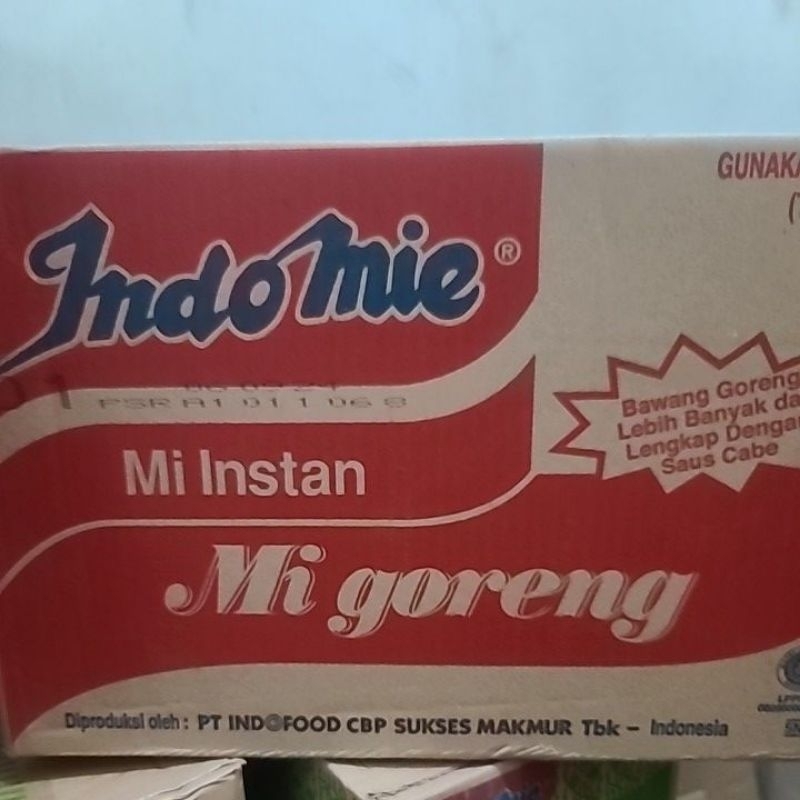 GUNAKA
(
Indomie®
PSR A1 01 1 06 8
Bawang Goreng
Lebih Banyak da
Lengkap Dengan
Saus Cabe
Mi Instan
Mi goreng
Diproduksi oleh : PT INDOFOOD CBP SUKSES MAKMUR Tbk – Indonesia